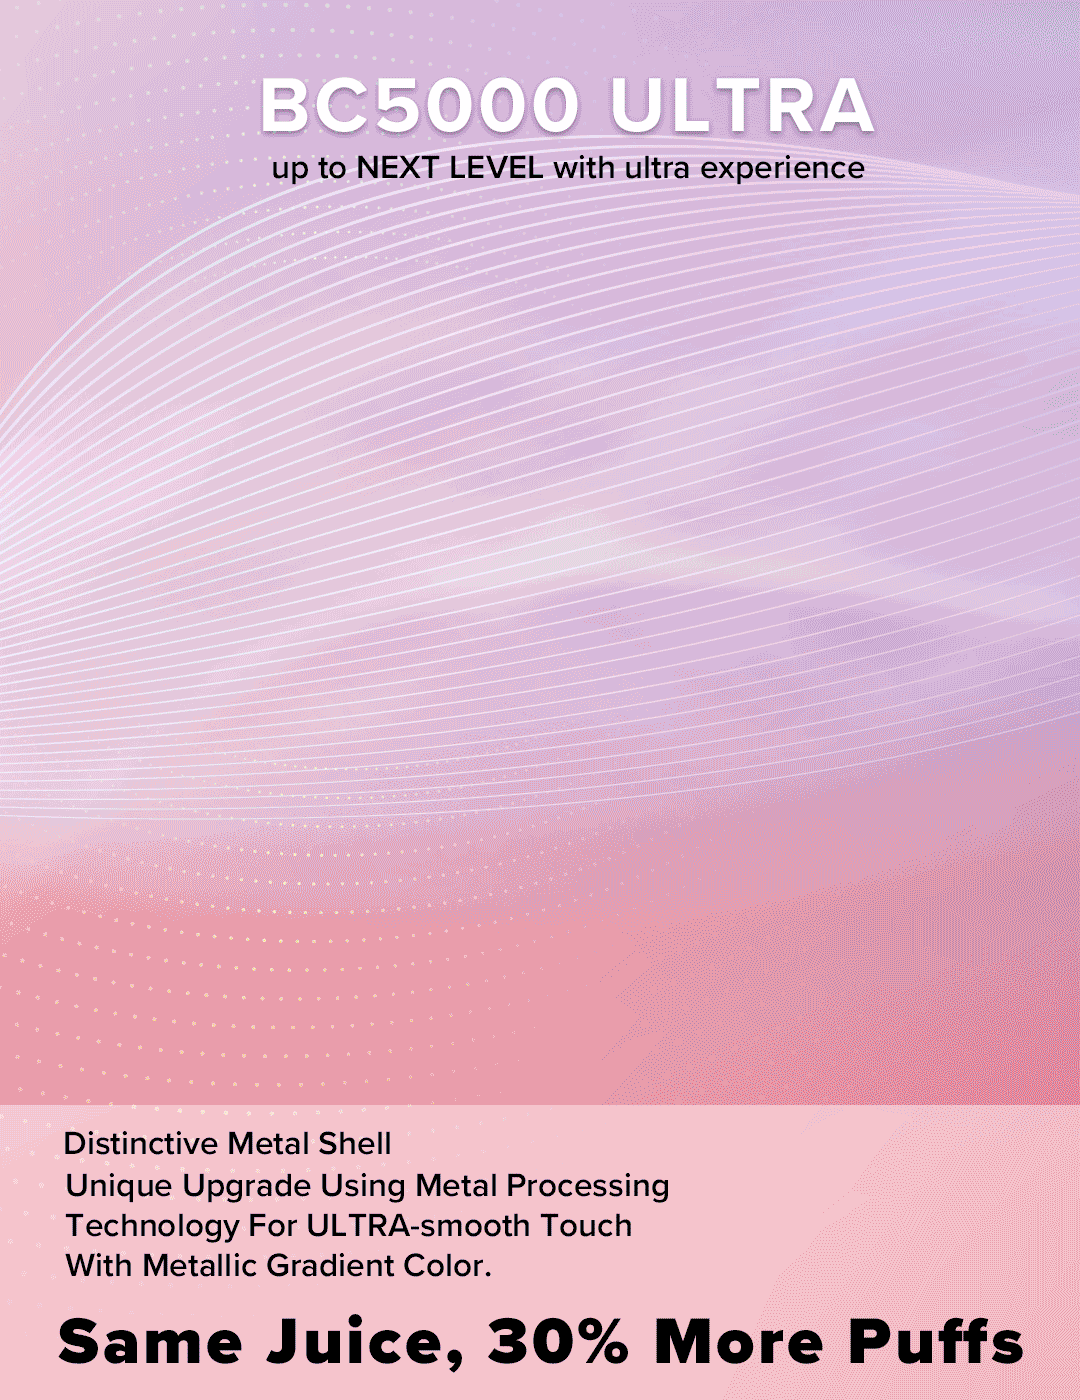 BC5000 ULTRA
up to NEXT LEVEL with ultra experience
Distinctive Metal Shell
Unique Upgrade Using Metal Processing
Technology For ULTRA-smooth Touch
With Metallic Gradient Color.
Same Juice, 30% More Puffs